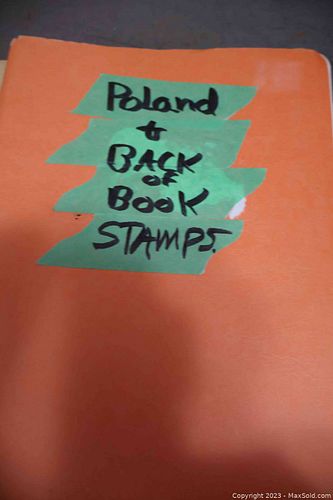 Poland
&
BACK
OF
BOOK
STAMPS.
Copyright 2023 - MaxSold.com